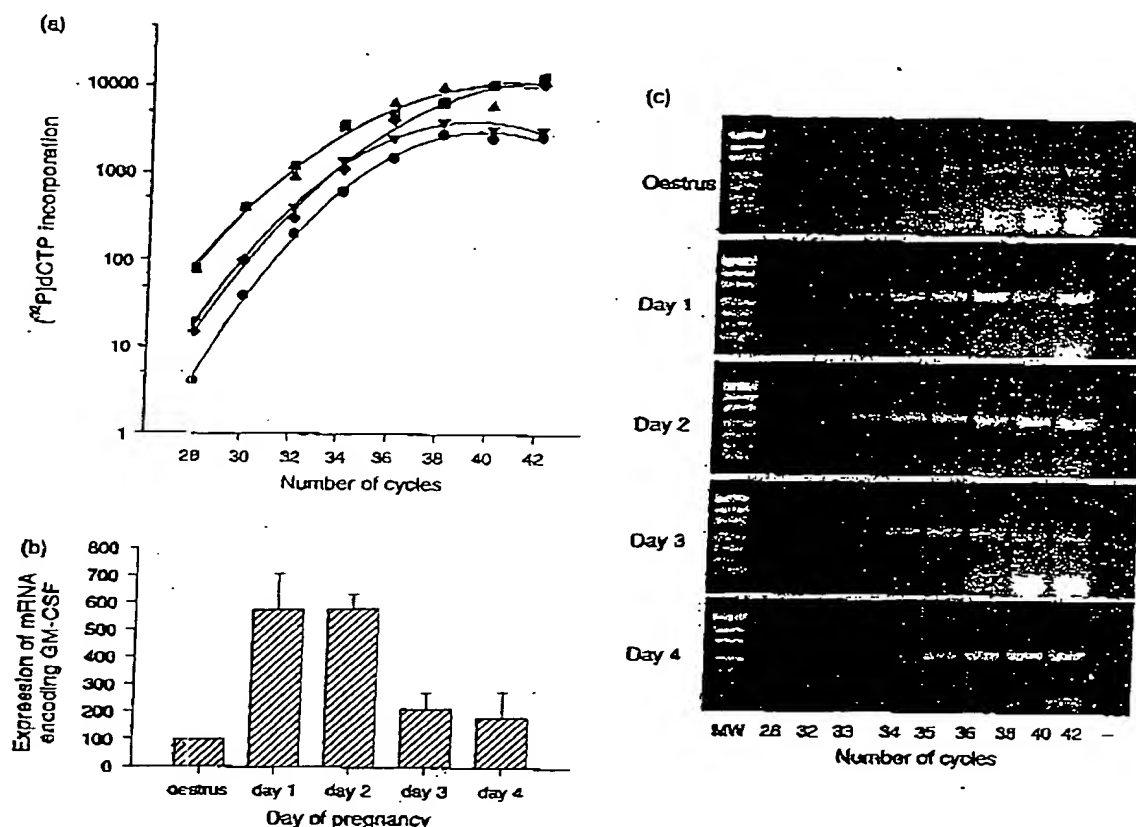 (a)
10000
1000
100
10
1
[³²P]dCTP incorporation
28 30 32 34 36 38 40 42
Number of cycles
(b)
800
700
600
500
400
300
200
100
0
Expression of mRNA
encoding GM-CSF
oestrus day 1 day 2 day 3 day 4
Day of pregnancy
(c)
Oestrus
Day 1
Day 2
Day 3
Day 4
MW 28 32 33 34 35 36 38 40 42 –
Number of cycles